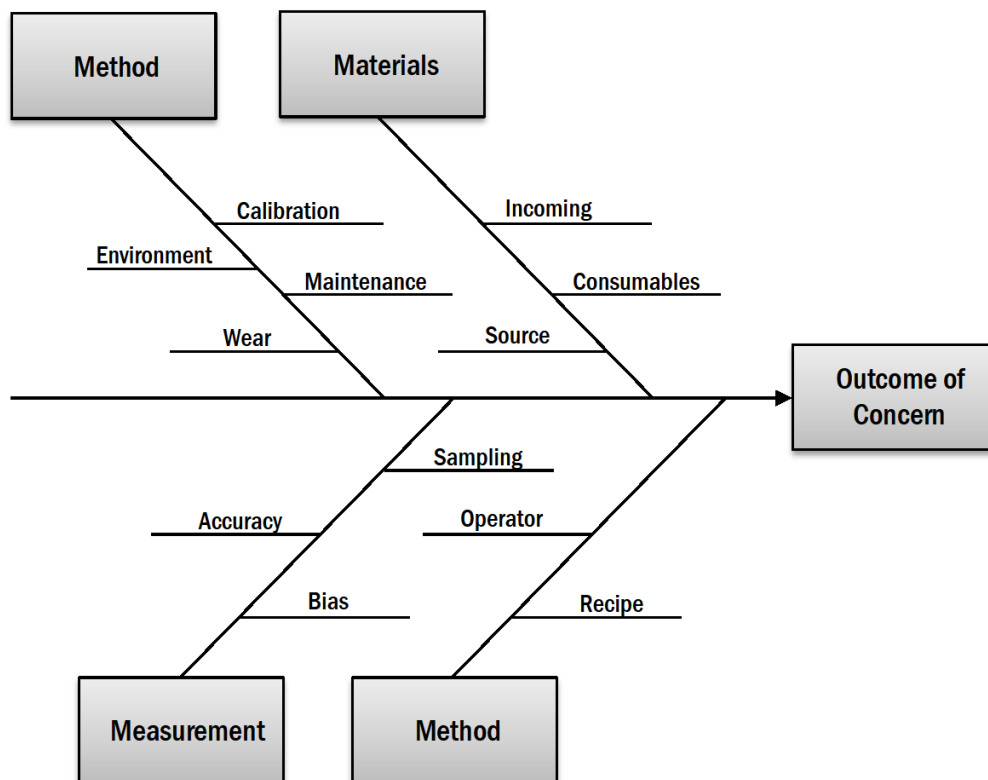 Method
Materials
Calibration
Incoming
Environment
Maintenance
Consumables
Wear
Source
Outcome of
Concern
Sampling
Accuracy
Operator
Bias
Recipe
Measurement
Method